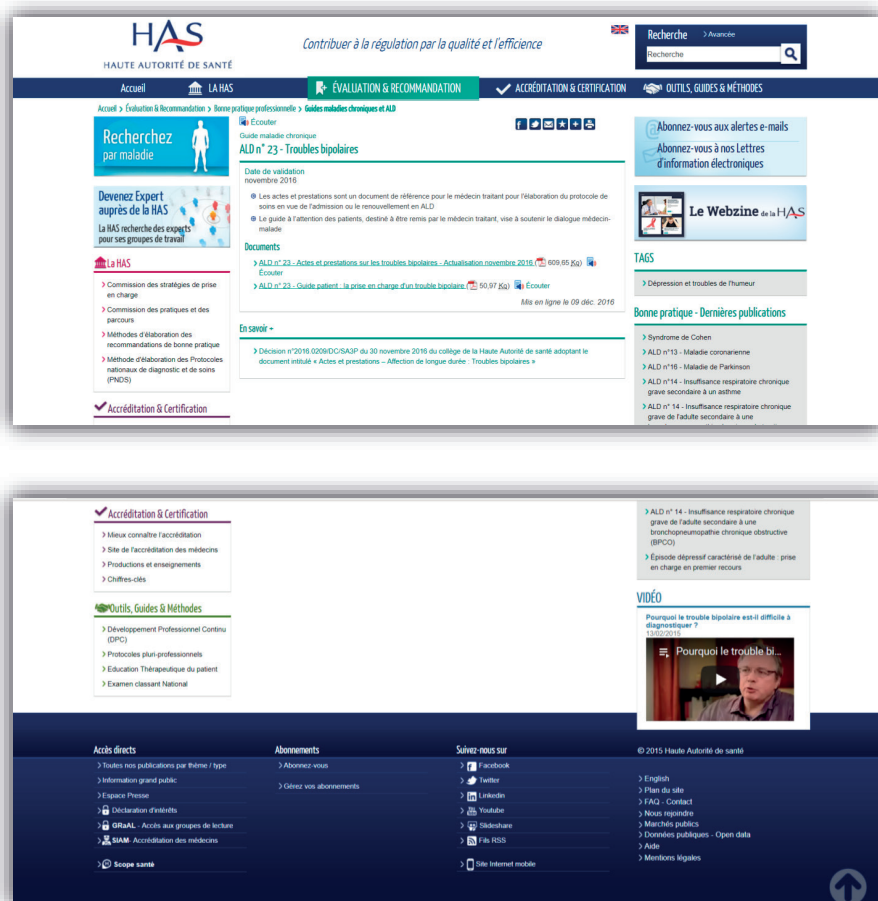 HAS
HAUTE AUTORITÉ DE SANTÉ
Contribuer à la régulation par la qualité et l'efficience
Recherche
Avancée
Recherche
Accueil
LA HAS
ÉVALUATION & RECOMMANDATION
ACCRÉDITATION & CERTIFICATION
OUTILS, GUIDES & MÉTHODES
Accueil > Évaluation & Recommandation > Bonne pratique professionnelle > Guides maladies chroniques et ALD
Recherchez
par maladie
Devenez Expert
auprès de la HAS
La HAS recherche des experts
pour ses groupes de travail
La HAS
Commission des stratégies de prise
en charge
Commission des pratiques et des
parcours
Méthodes d'élaboration des
recommandations de bonne pratique
Méthode d'élaboration des Protocoles
nationaux de diagnostic et de soins
(PNDS)
Accréditation & Certification
Écouter
Guide maladie chronique
ALD n° 23 - Troubles bipolaires
Date de validation
novembre 2016
Les actes et prestations sont un document de référence pour le médecin traitant pour l'élaboration du protocole de
soins en vue de l'admission ou le renouvellement en ALD
Le guide à l'attention des patients, destiné à être remis par le médecin traitant, vise à soutenir le dialogue médecin-
malade
Documents
ALD n° 23 - Actes et prestations sur les troubles bipolaires - Actualisation novembre 2016 ( 609,65 Ko)
Écouter
ALD n° 23 - Guide patient : la prise en charge d'un trouble bipolaire ( 50,97 Ko) Écouter
Mis en ligne le 09 déc. 2016
En savoir +
Décision n°2016.0209/DC/SA3P du 30 novembre 2016 du collège de la Haute Autorité de santé adoptant le
document intitulé « Actes et prestations – Affection de longue durée : Troubles bipolaires »
Abonnez-vous aux alertes e-mails
Abonnez-vous à nos Lettres
d'information électroniques
Le Webzine de la HAS
TAGS
Dépression et troubles de l'humeur
Bonne pratique - Dernières publications
Syndrome de Cohen
ALD n°13 - Maladie coronarienne
ALD n°16 - Maladie de Parkinson
ALD n°14 - Insuffisance respiratoire chronique
grave secondaire à un asthme
ALD n° 14 - Insuffisance respiratoire chronique
grave de l'adulte secondaire à une
Accréditation & Certification
Mieux connaître l'accréditation
Site de l'accréditation des médecins
Productions et enseignements
Chiffres-clés
Outils, Guides & Méthodes
Développement Professionnel Continu
(DPC)
Protocoles pluri-professionnels
Education Thérapeutique du patient
Examen classant National
ALD n° 14 - Insuffisance respiratoire chronique
grave de l'adulte secondaire à une
bronchopneumopathie chronique obstructive
(BPCO)
Épisode dépressif caractérisé de l'adulte : prise
en charge en premier recours
VIDÉO
Pourquoi le trouble bipolaire est-il difficile à
diagnostiquer ?
13/02/2015
Pourquoi le trouble bi...
Accès directs
Toutes nos publications par thème / type
Information grand public
Espace Presse
Déclaration d'intérêts
GRaAL - Accès aux groupes de lecture
SIAM- Accréditation des médecins
Scope santé
Abonnements
Abonnez-vous
Gérez vos abonnements
Suivez-nous sur
Facebook
Twitter
Linkedin
Youtube
Slideshare
Fils RSS
Site Internet mobile
© 2015 Haute Autorité de santé
English
Plan du site
FAQ - Contact
Nous rejoindre
Marchés publics
Données publiques - Open data
Aide
Mentions légales